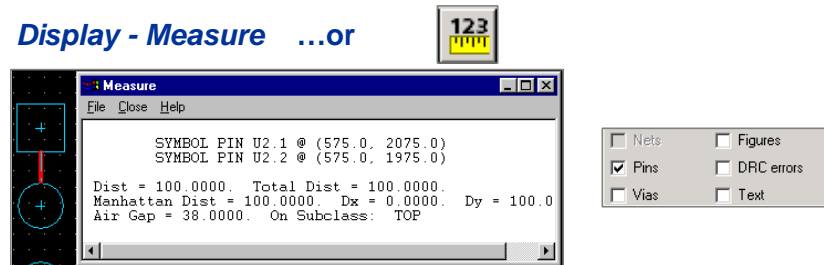 Display - Measure …or
123
Measure
File Close Help
SYMBOL PIN U2.1 @ (575.0, 2075.0)
SYMBOL PIN U2.2 @ (575.0, 1975.0)
Dist = 100.0000. Total Dist = 100.0000.
Manhattan Dist = 100.0000. Dx = 0.0000. Dy = 100.0
Air Gap = 38.0000. On Subclass: TOP
Nets Figures
Pins DRC errors
Vias Text